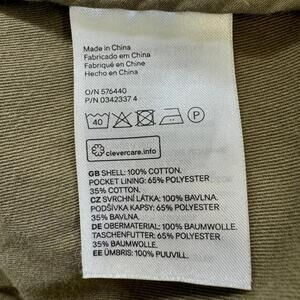 Made in China
Fabricado em China
Fabriqué en Chine
Hecho en China
O/N 576440
P/N 0342337 4
40
P
clevercare.info
GB SHELL: 100% COTTON.
POCKET LINING: 65% POLYESTER
35% COTTON.
CZ SVRCHNÍ LÁTKA: 100% BAVLNA.
PODŠÍVKA KAPSY: 65% POLYESTER
35% BAVLNA.
DE OBERMATERIAL: 100% BAUMWOLLE.
TASCHENFUTTER: 65% POLYESTER
35% BAUMWOLLE.
EE ÜMBRIS: 100% PUUVILL.